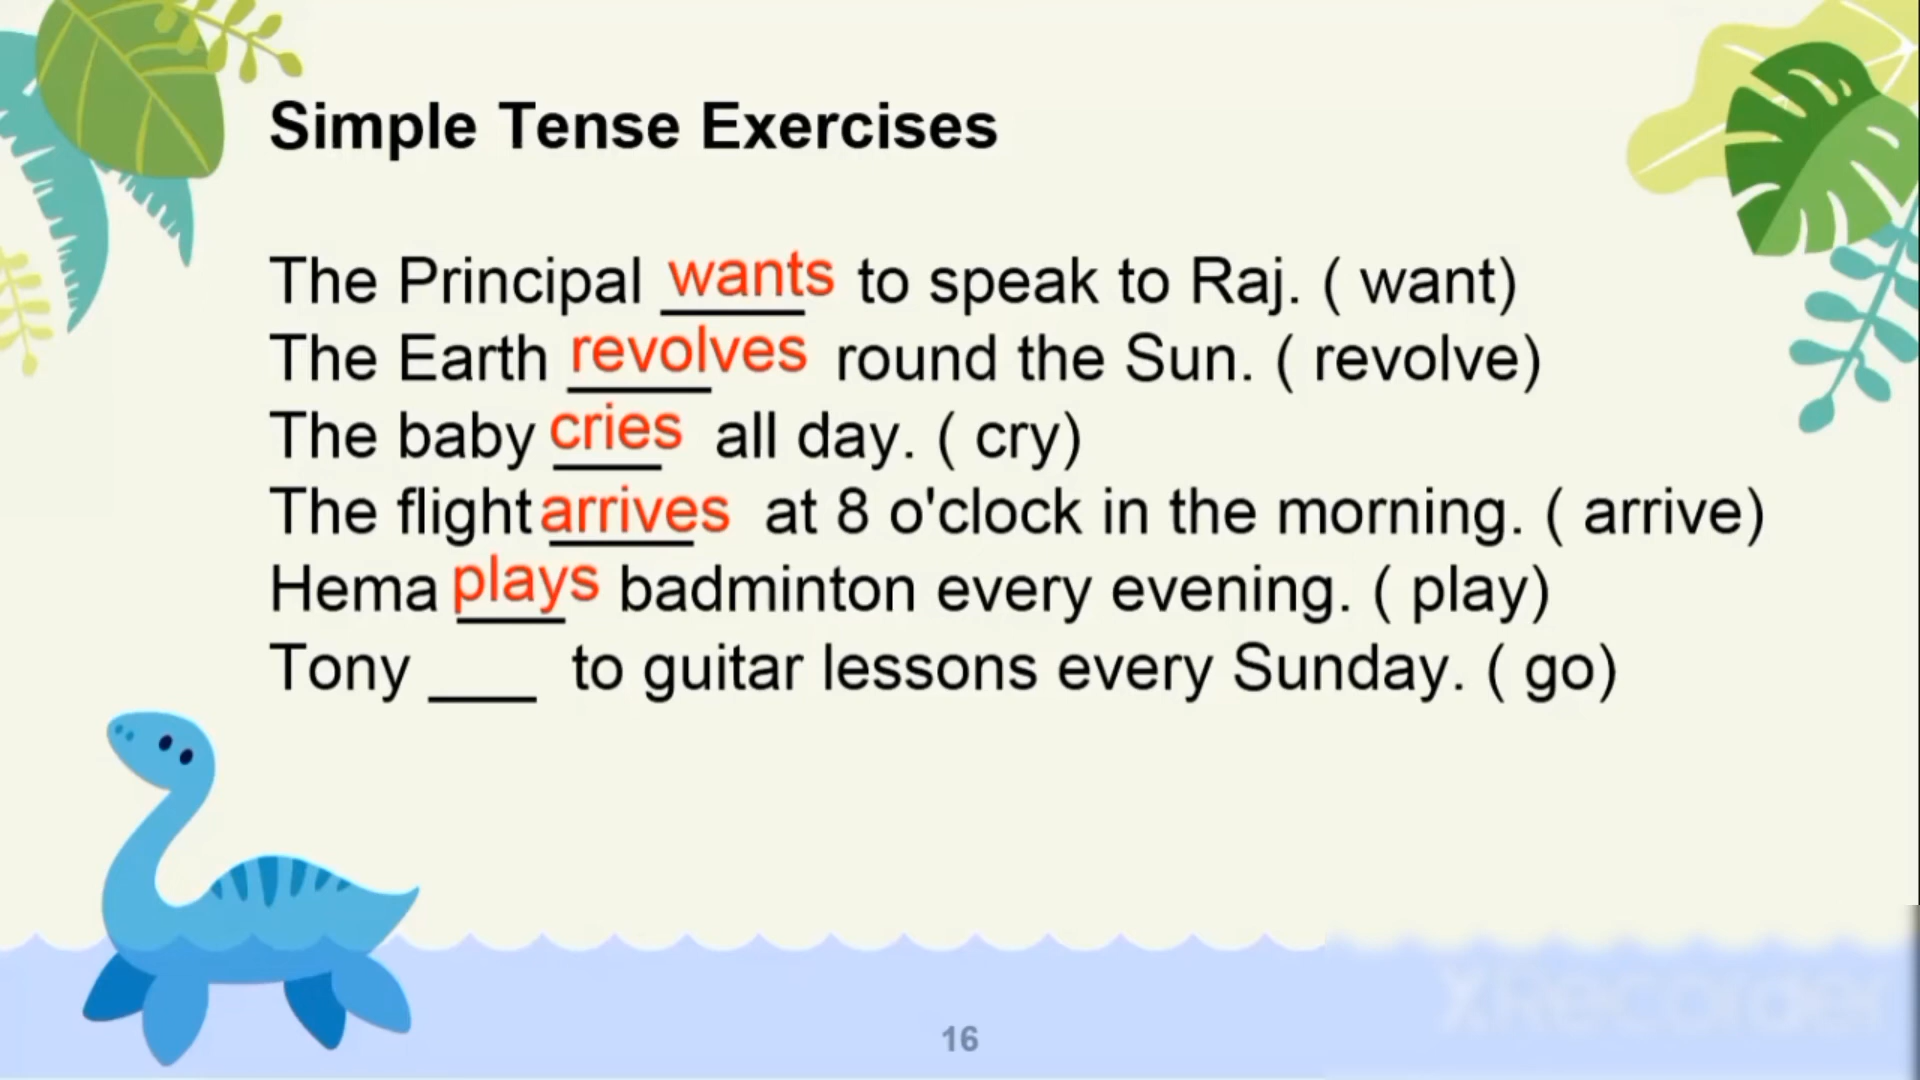 Simple Tense Exercises
The Principal wants to speak to Raj. ( want)
The Earth revolves round the Sun. ( revolve)
The baby cries all day. ( cry)
The flight arrives at 8 o'clock in the morning. ( arrive)
Hema plays badminton every evening. ( play)
Tony ___ to guitar lessons every Sunday. ( go)
XRecorder
16